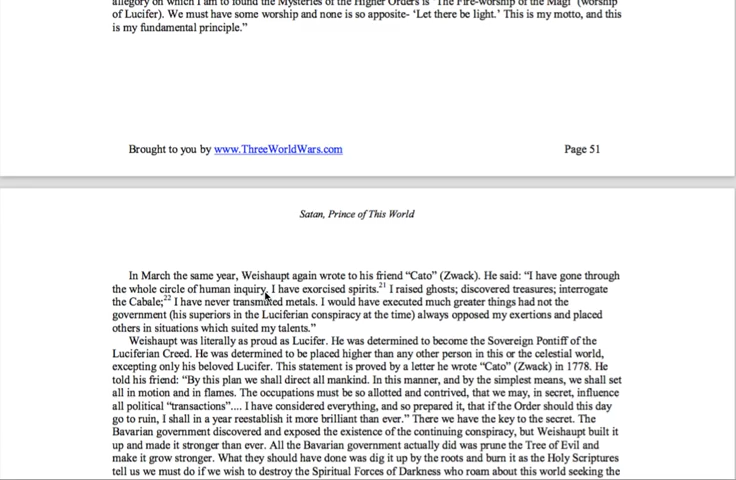 allegory on which I am to found the Mysteries of the Higher Orders is 'The Fire-worship of the Magi' (worship
of Lucifer). We must have some worship and none is so apposite- 'Let there be light.' This is my motto, and this
is my fundamental principle."
Brought to you by www.ThreeWorldWars.com Page 51
Satan, Prince of This World
In March the same year, Weishaupt again wrote to his friend "Cato" (Zwack). He said: "I have gone through
the whole circle of human inquiry. I have exorcised spirits.21 I raised ghosts; discovered treasures; interrogate
the Cabale;22 I have never transmuted metals. I would have executed much greater things had not the
government (his superiors in the Luciferian conspiracy at the time) always opposed my exertions and placed
others in situations which suited my talents."
Weishaupt was literally as proud as Lucifer. He was determined to become the Sovereign Pontiff of the
Luciferian Creed. He was determined to be placed higher than any other person in this or the celestial world,
excepting only his beloved Lucifer. This statement is proved by a letter he wrote "Cato" (Zwack) in 1778. He
told his friend: "By this plan we shall direct all mankind. In this manner, and by the simplest means, we shall set
all in motion and in flames. The occupations must be so allotted and contrived, that we may, in secret, influence
all political "transactions".... I have considered everything, and so prepared it, that if the Order should this day
go to ruin, I shall in a year reestablish it more brilliant than ever." There we have the key to the secret. The
Bavarian government discovered and exposed the existence of the continuing conspiracy, but Weishaupt built it
up and made it stronger than ever. All the Bavarian government actually did was prune the Tree of Evil and
make it grow stronger. What they should have done was dig it up by the roots and burn it as the Holy Scriptures
tell us we must do if we wish to destroy the Spiritual Forces of Darkness who roam about this world seeking the